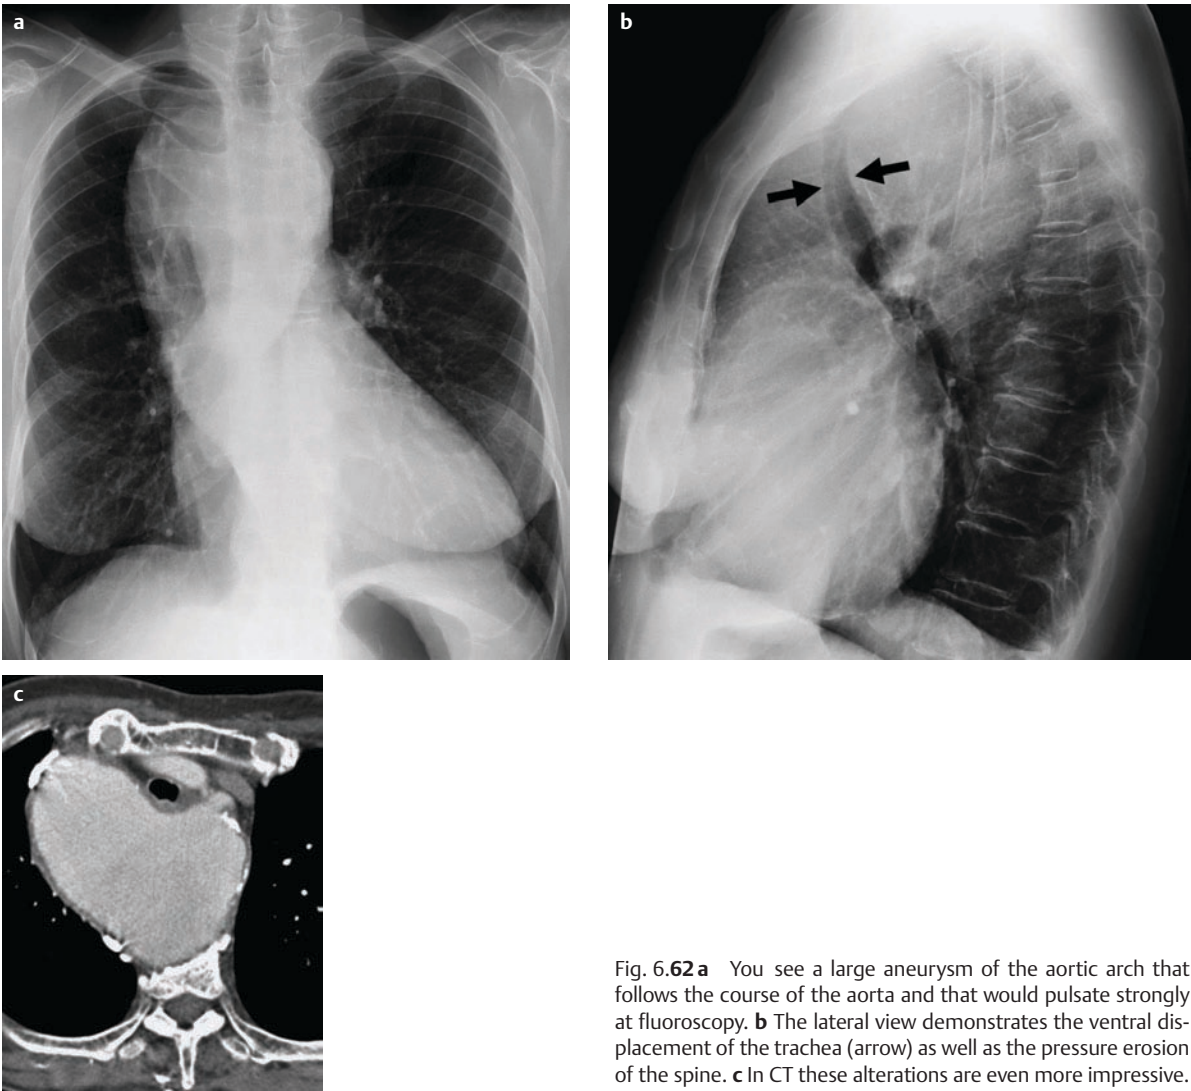 a
b
c
Fig. 6.62 a You see a large aneurysm of the aortic arch that
follows the course of the aorta and that would pulsate strongly
at fluoroscopy. b The lateral view demonstrates the ventral dis-
placement of the trachea (arrow) as well as the pressure erosion
of the spine. c In CT these alterations are even more impressive.